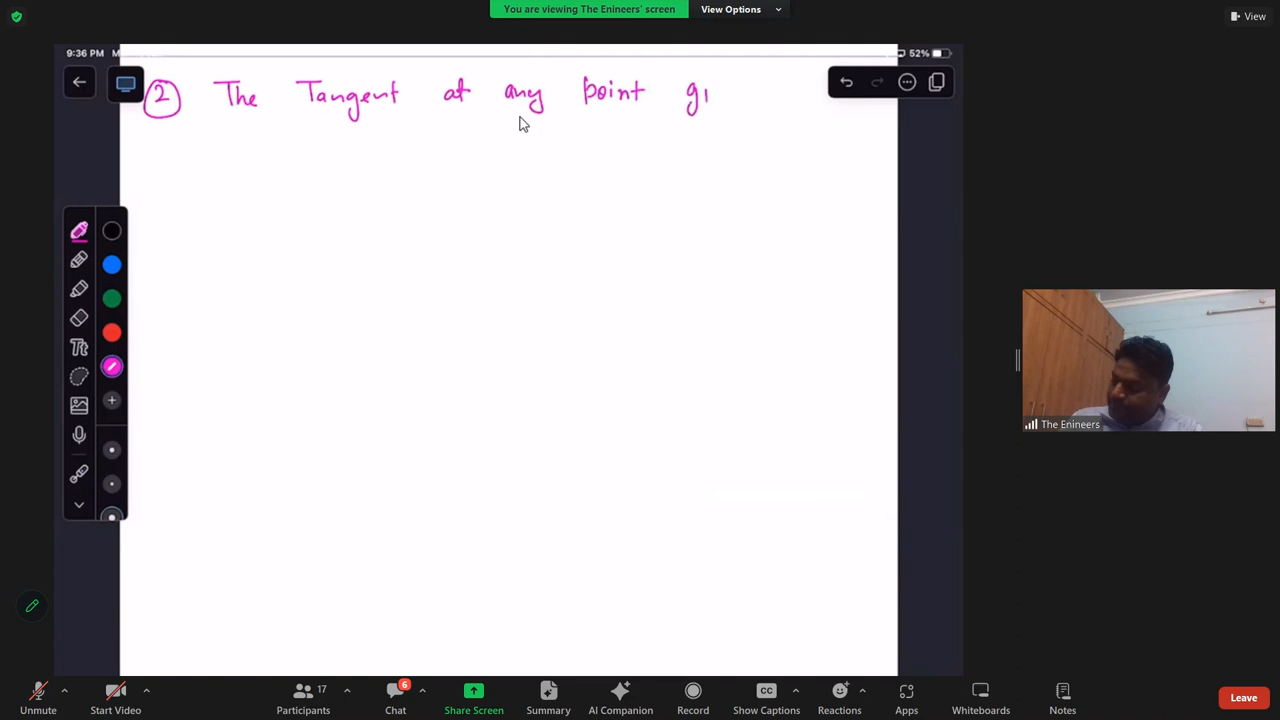 You are viewing The Enineers' screen
View Options
View
9:36 PM
52%
2 The Tangent at any point
The Enineers
Unmute
Start Video
17
Participants
6
Chat
Share Screen
Summary
AI Companion
Record
Show Captions
Reactions
Apps
Whiteboards
Notes
Leave